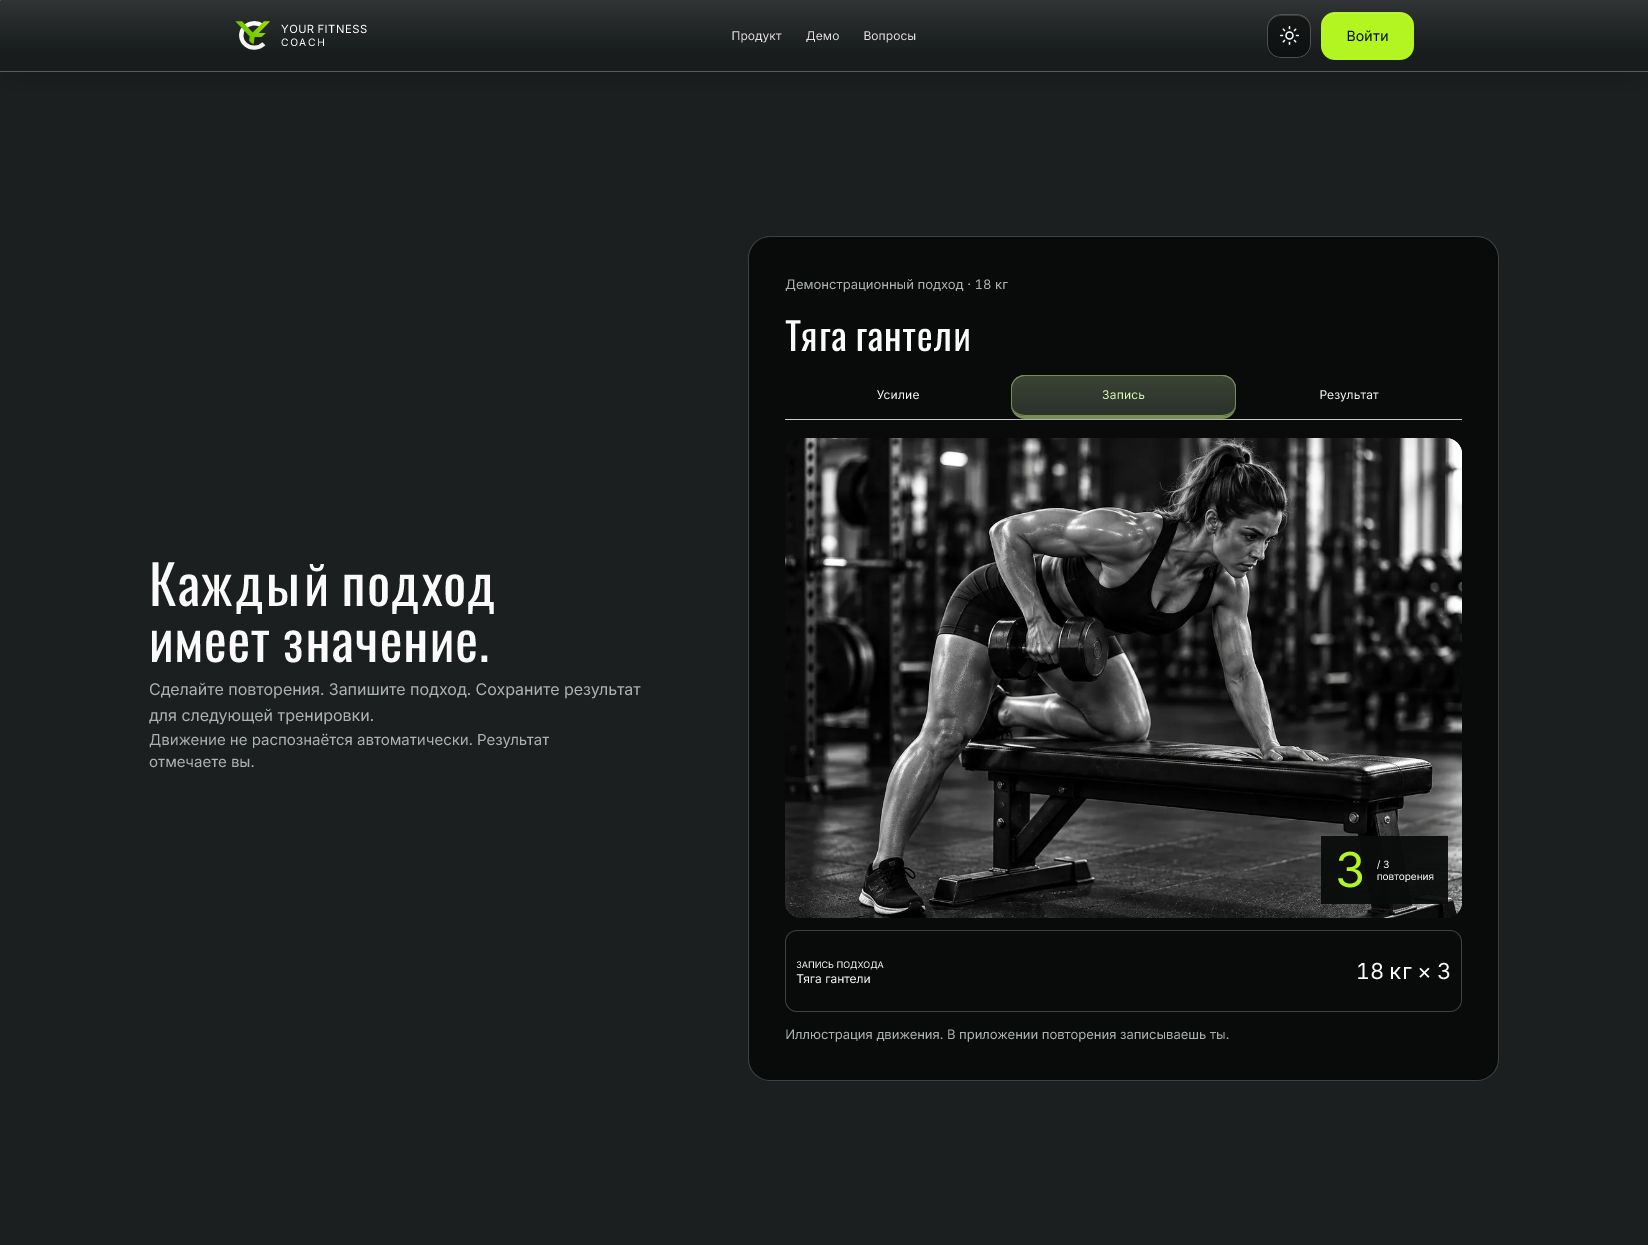 YOUR FITNESS
COACH
Продукт
Демо
Вопросы
Войти
Каждый подход
имеет значение.
Сделайте повторения. Запишите подход. Сохраните результат
для следующей тренировки.
Движение не распознаётся автоматически. Результат
отмечаете вы.
Демонстрационный подход · 18 кг
Тяга гантели
Усилие
Запись
Результат
3
/ 3
повторения
ЗАПИСЬ ПОДХОДА
Тяга гантели
18 кг × 3
Иллюстрация движения. В приложении повторения записываешь ты.